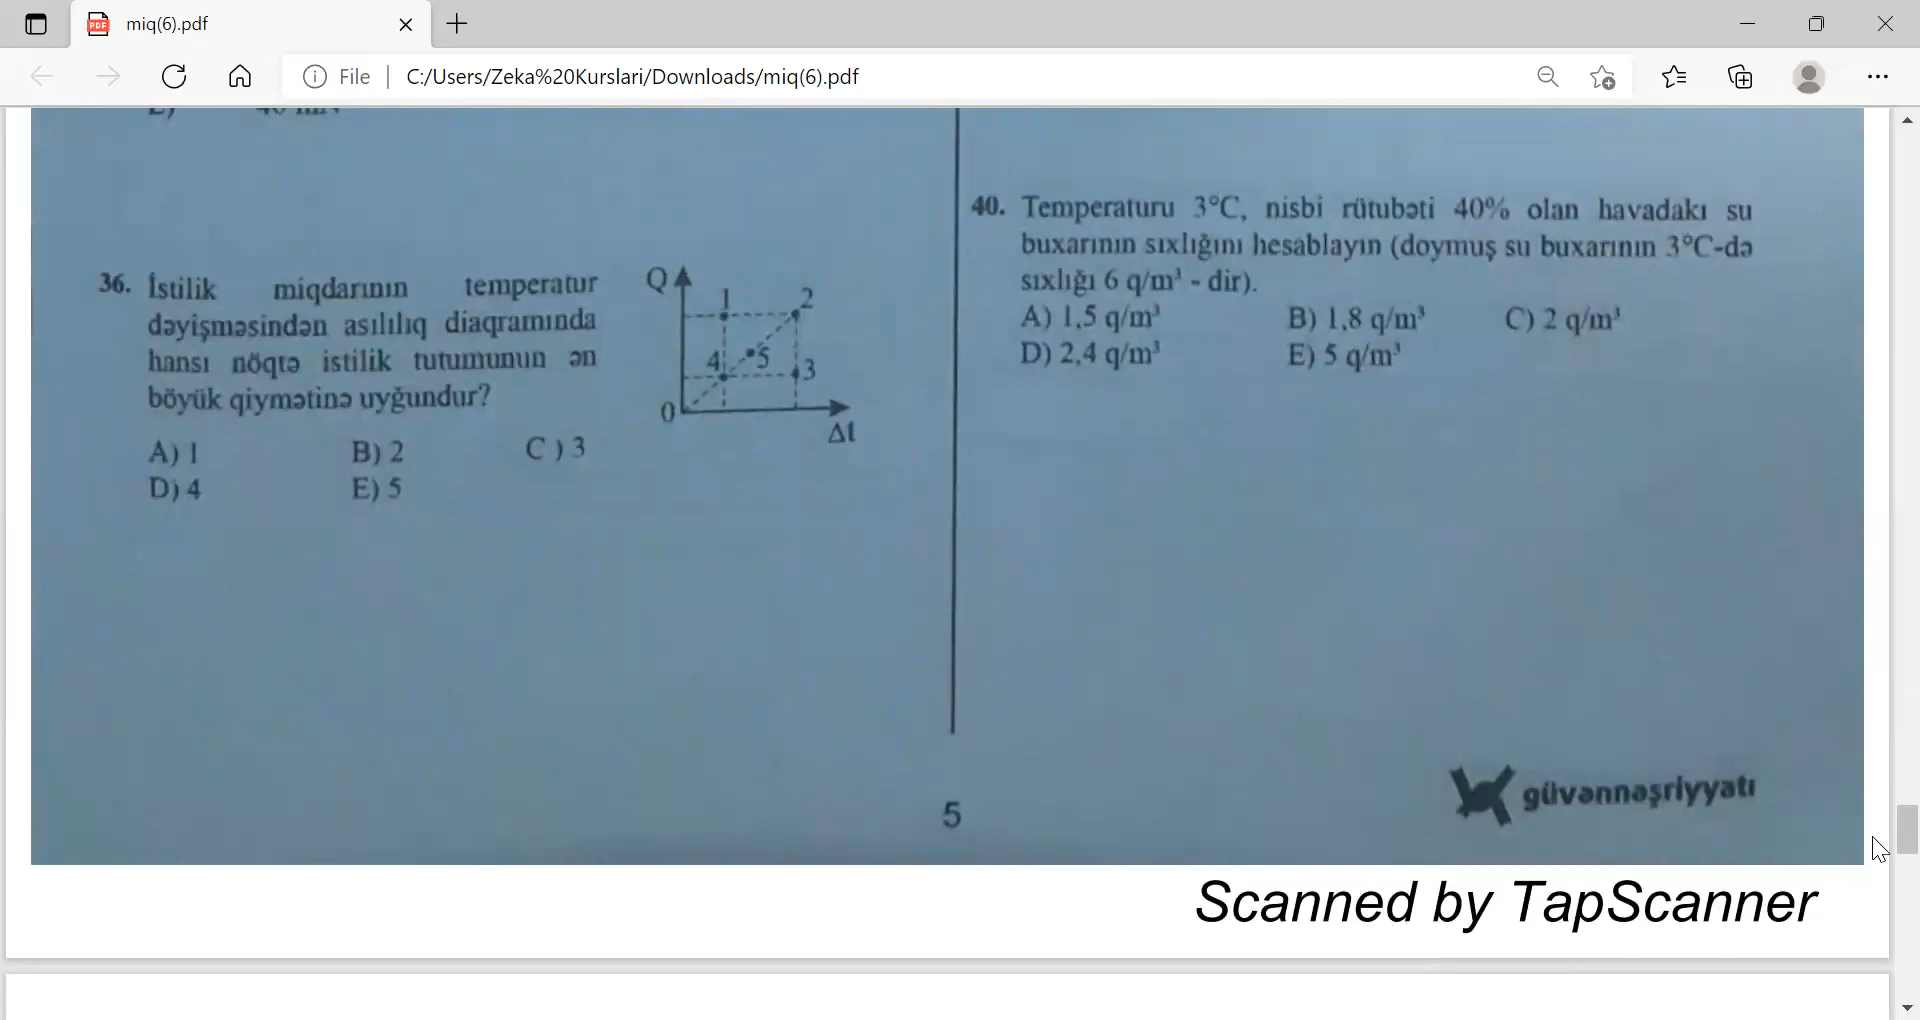 miq(6).pdf
File
C:/Users/Zeka%20Kurslari/Downloads/miq(6).pdf
36. İstilik miqdarının temperatur
dəyişməsindən asılılıq diaqramında
hansı nöqtə istilik tutumunun ən
böyük qiymətinə uyğundur?
A) 1 B) 2 C ) 3
D) 4 E) 5
Q
1 2
4 5 3
0
Δt
40. Temperaturu 3°C, nisbi rütubəti 40% olan havadakı su
buxarının sıxlığını hesablayın (doymuş su buxarının 3°C-də
sıxlığı 6 q/m³ - dir).
A) 1,5 q/m³ B) 1,8 q/m³ C) 2 q/m³
D) 2,4 q/m³ E) 5 q/m³
5
güvənnəşriyyatı
Scanned by TapScanner